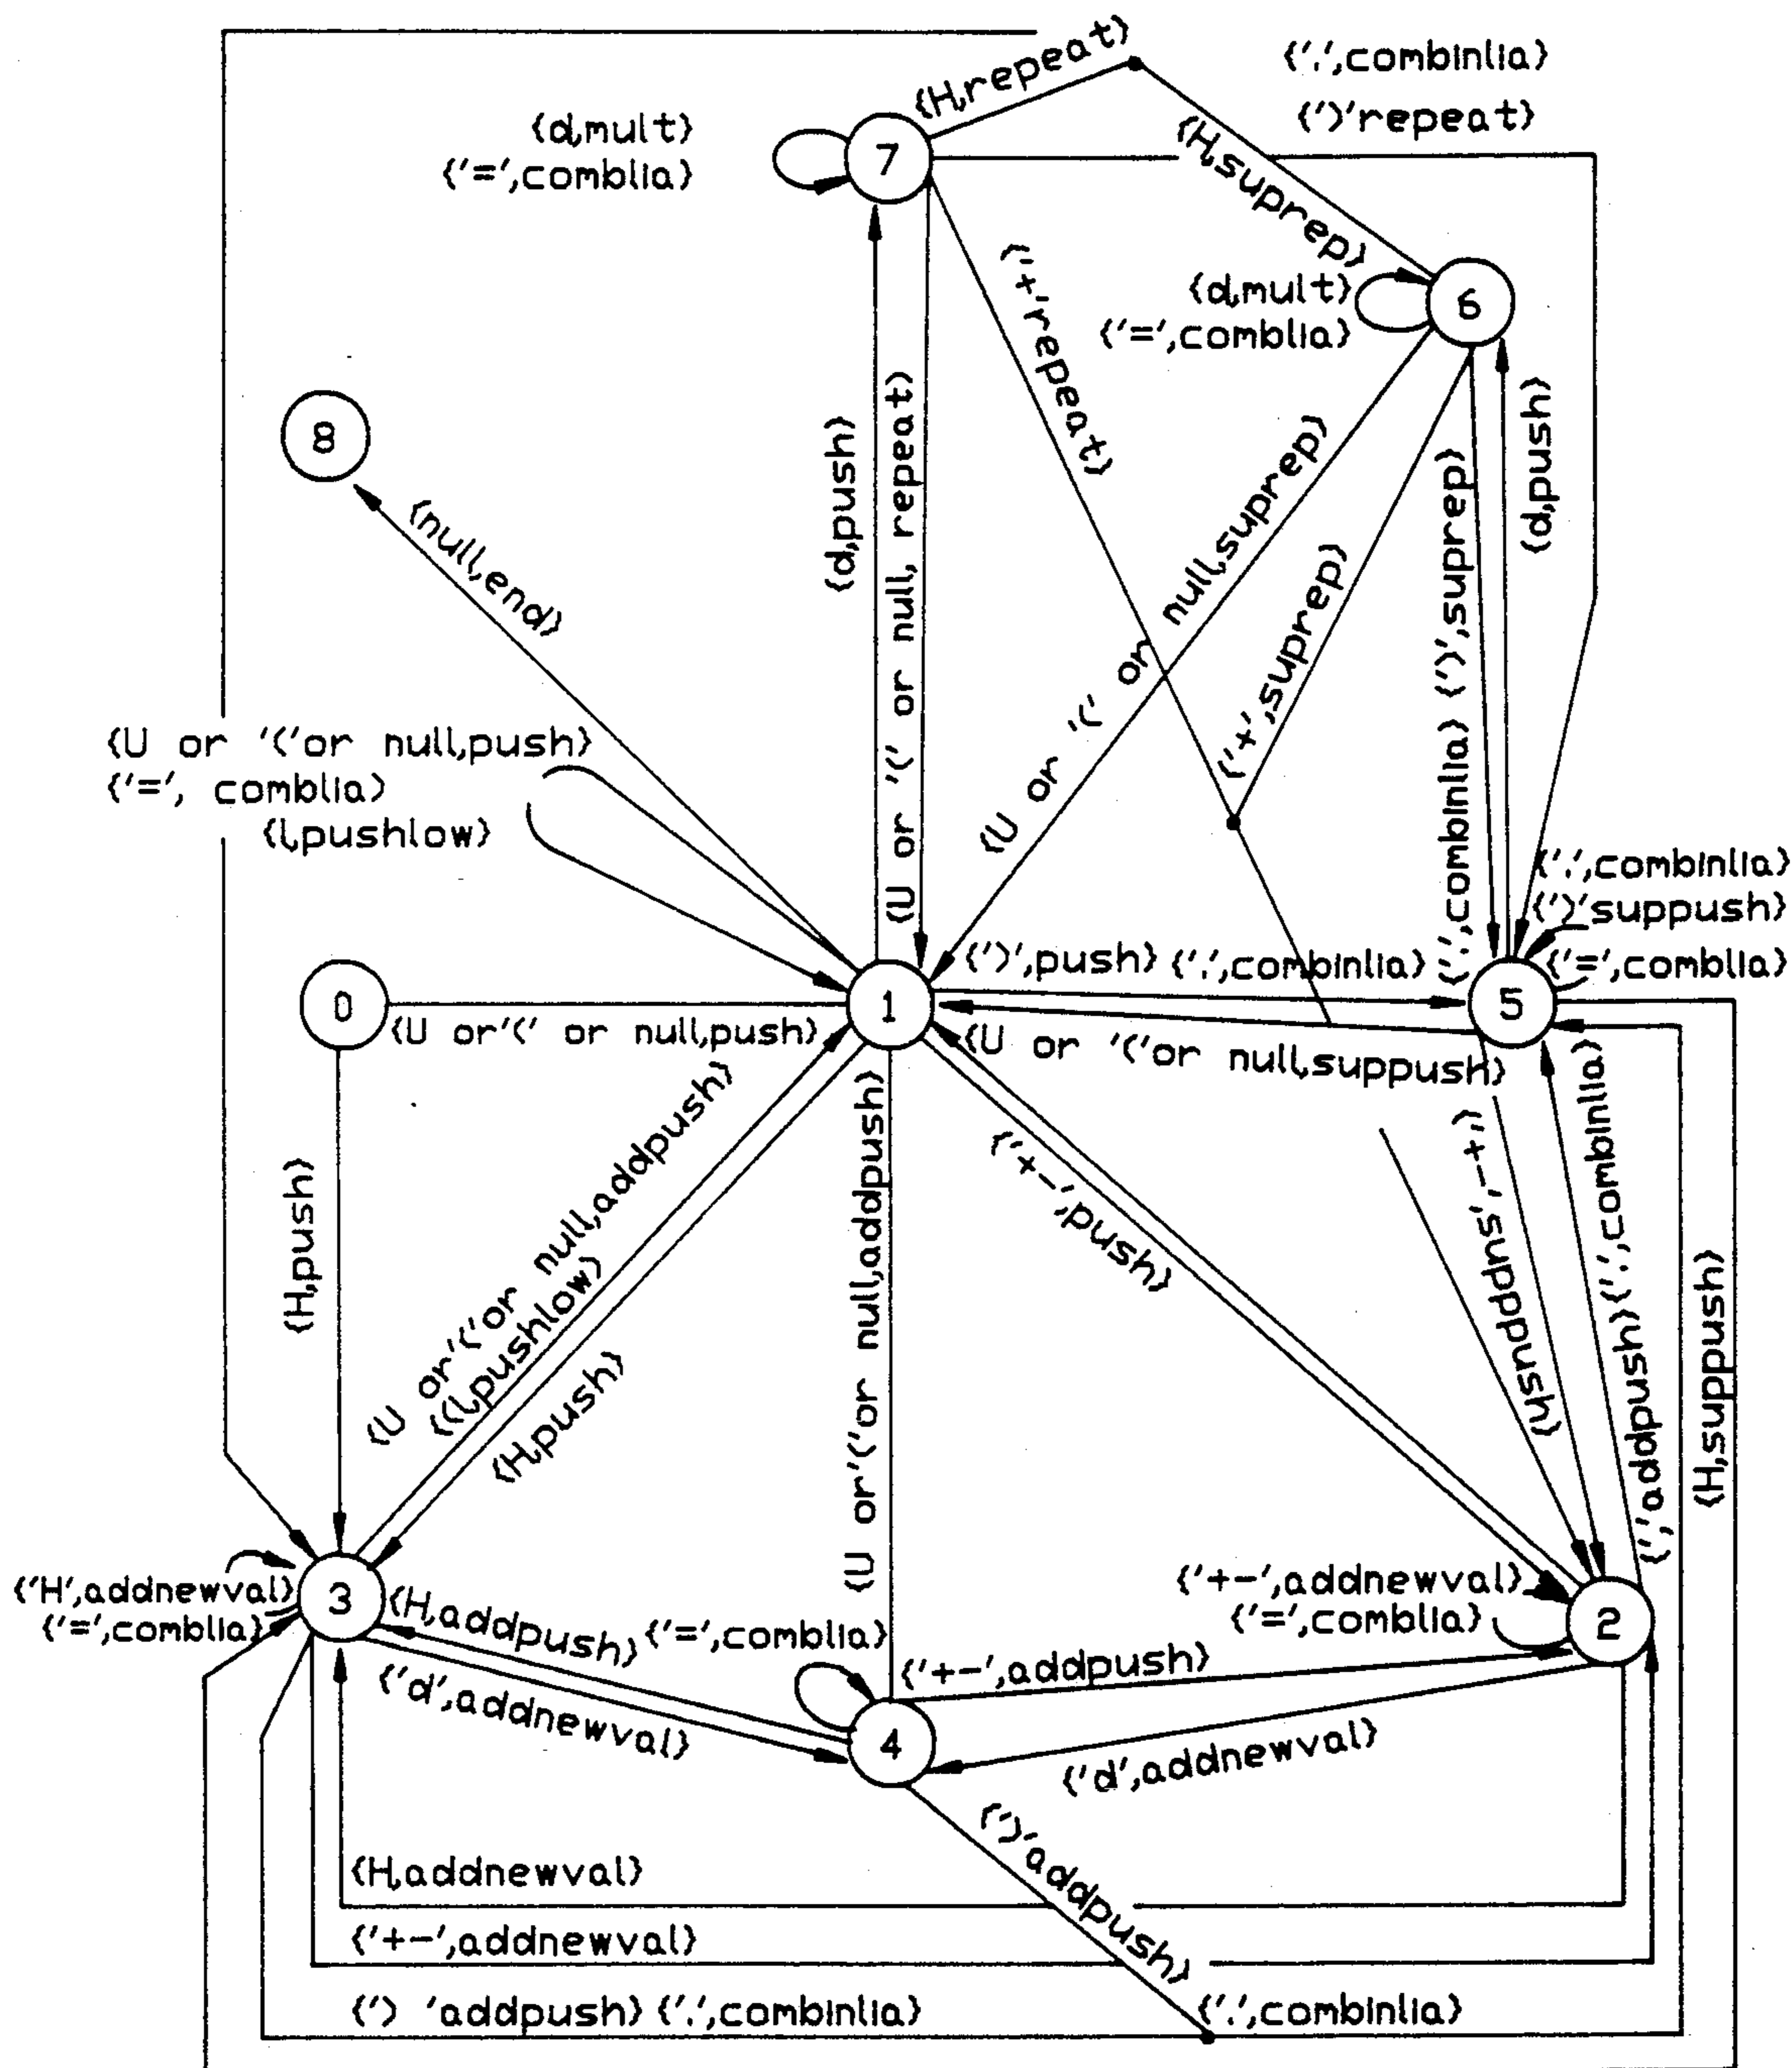 {H,repeat}
{'.',combinlia}
{')'repeat}
{d,mult}
{'=',comblia}
7
{H,suprep}
{'+'repeat}
{d,mult}
{'=',comblia}
6
8
{null,end}
{d,push}
{U or '(' or null, repeat}
{U or '(' or null,suprep}
{'+',suprep}
{'.',combinlia} {')',suprep}
{d,push}
{U or '('or null,push}
{'=', comblia}
{l,pushlow}
{'.',combinlia}
{')'suppush}
{'=',comblia}
{')',push} {'.',combinlia}
0
1
5
{U or'(' or null,push}
{U or '('or null,suppush}
{H,push}
{U or'('or null,addpush}
{(l,pushlow}
{H,push}
{U or'('or null,addpush}
{'+-',push}
{'+-',suppush}
{','addpush}{'.',combinlia}
{H,suppush}
{'H',addnewval}
{'=',comblia}
3
{H,addpush}
{'=',comblia}
{'+-',addnewval}
{'=',comblia}
2
{'d',addnewval}
4
{'+-',addpush}
{'d',addnewval}
{')'addpush}
{H,addnewval}
{'+-',addnewval}
{') 'addpush} {'.',combinlia}
{'.',combinlia}